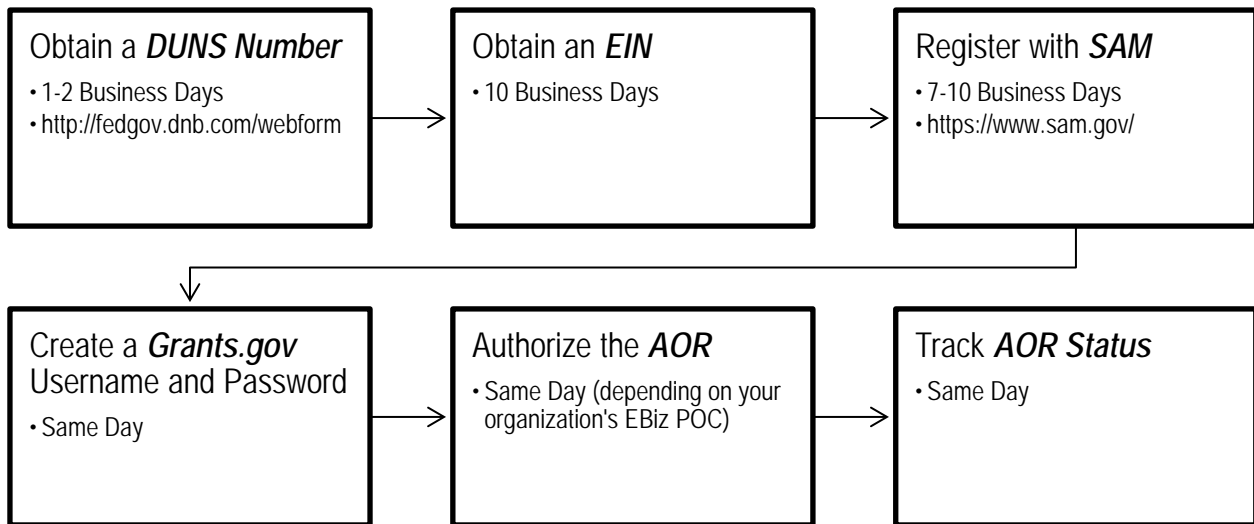 Obtain a DUNS Number
• 1-2 Business Days
• http://fedgov.dnb.com/webform
Obtain an EIN
• 10 Business Days
Register with SAM
• 7-10 Business Days
• https://www.sam.gov/
Create a Grants.gov
Username and Password
• Same Day
Authorize the AOR
• Same Day (depending on your
organization's EBiz POC)
Track AOR Status
• Same Day